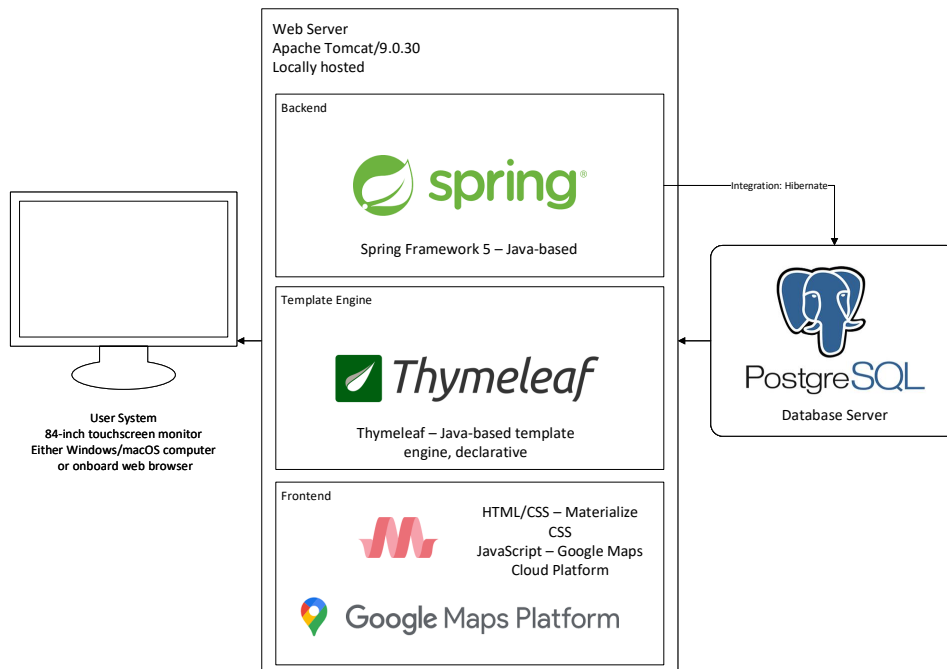 Web Server
Apache Tomcat/9.0.30
Locally hosted
Backend
spring®
Spring Framework 5 – Java-based
Integration: Hibernate
Template Engine
Thymeleaf
Thymeleaf – Java-based template
engine, declarative
PostgreSQL
Database Server
User System
84-inch touchscreen monitor
Either Windows/macOS computer
or onboard web browser
Frontend
HTML/CSS – Materialize
CSS
JavaScript – Google Maps
Cloud Platform
Google Maps Platform